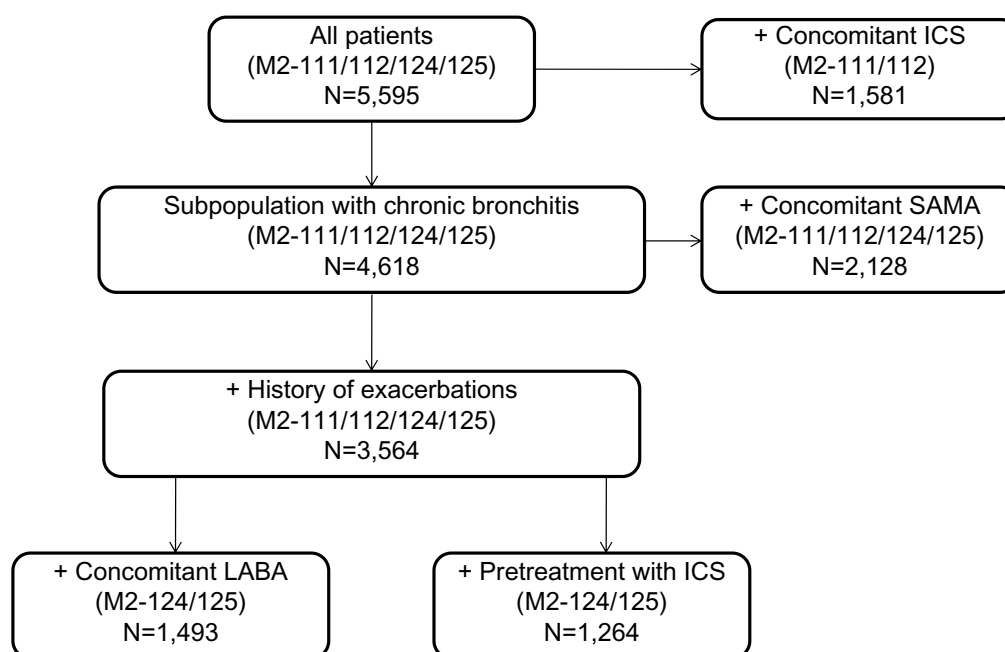 All patients
(M2-111/112/124/125)
N=5,595
+ Concomitant ICS
(M2-111/112)
N=1,581
Subpopulation with chronic bronchitis
(M2-111/112/124/125)
N=4,618
+ Concomitant SAMA
(M2-111/112/124/125)
N=2,128
+ History of exacerbations
(M2-111/112/124/125)
N=3,564
+ Concomitant LABA
(M2-124/125)
N=1,493
+ Pretreatment with ICS
(M2-124/125)
N=1,264